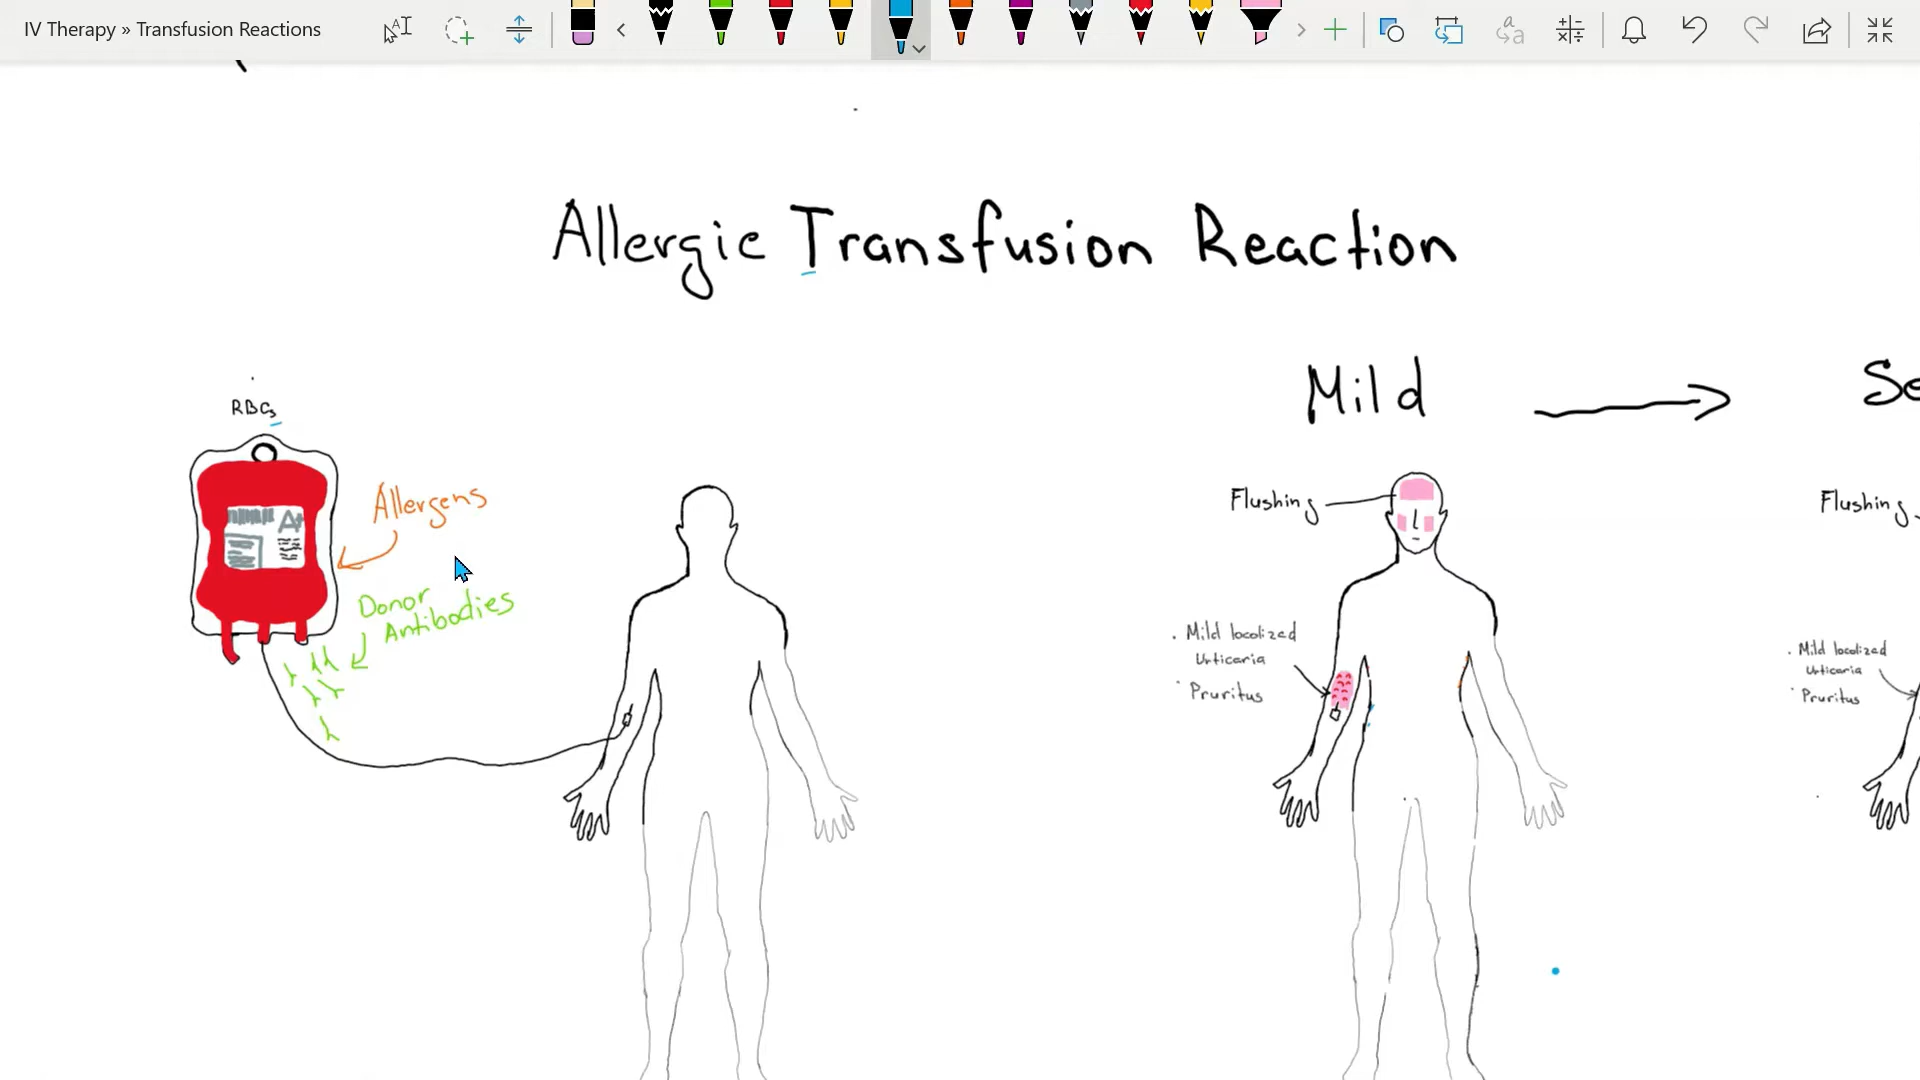 IV Therapy » Transfusion Reactions
Allergic Transfusion Reaction
Mild
Se
RBCs
A+
Allergens
Donor
Antibodies
Flushing
• Mild localized
Urticaria
• Pruritus
Flushing
• Mild localized
Urticaria
• Pruritus